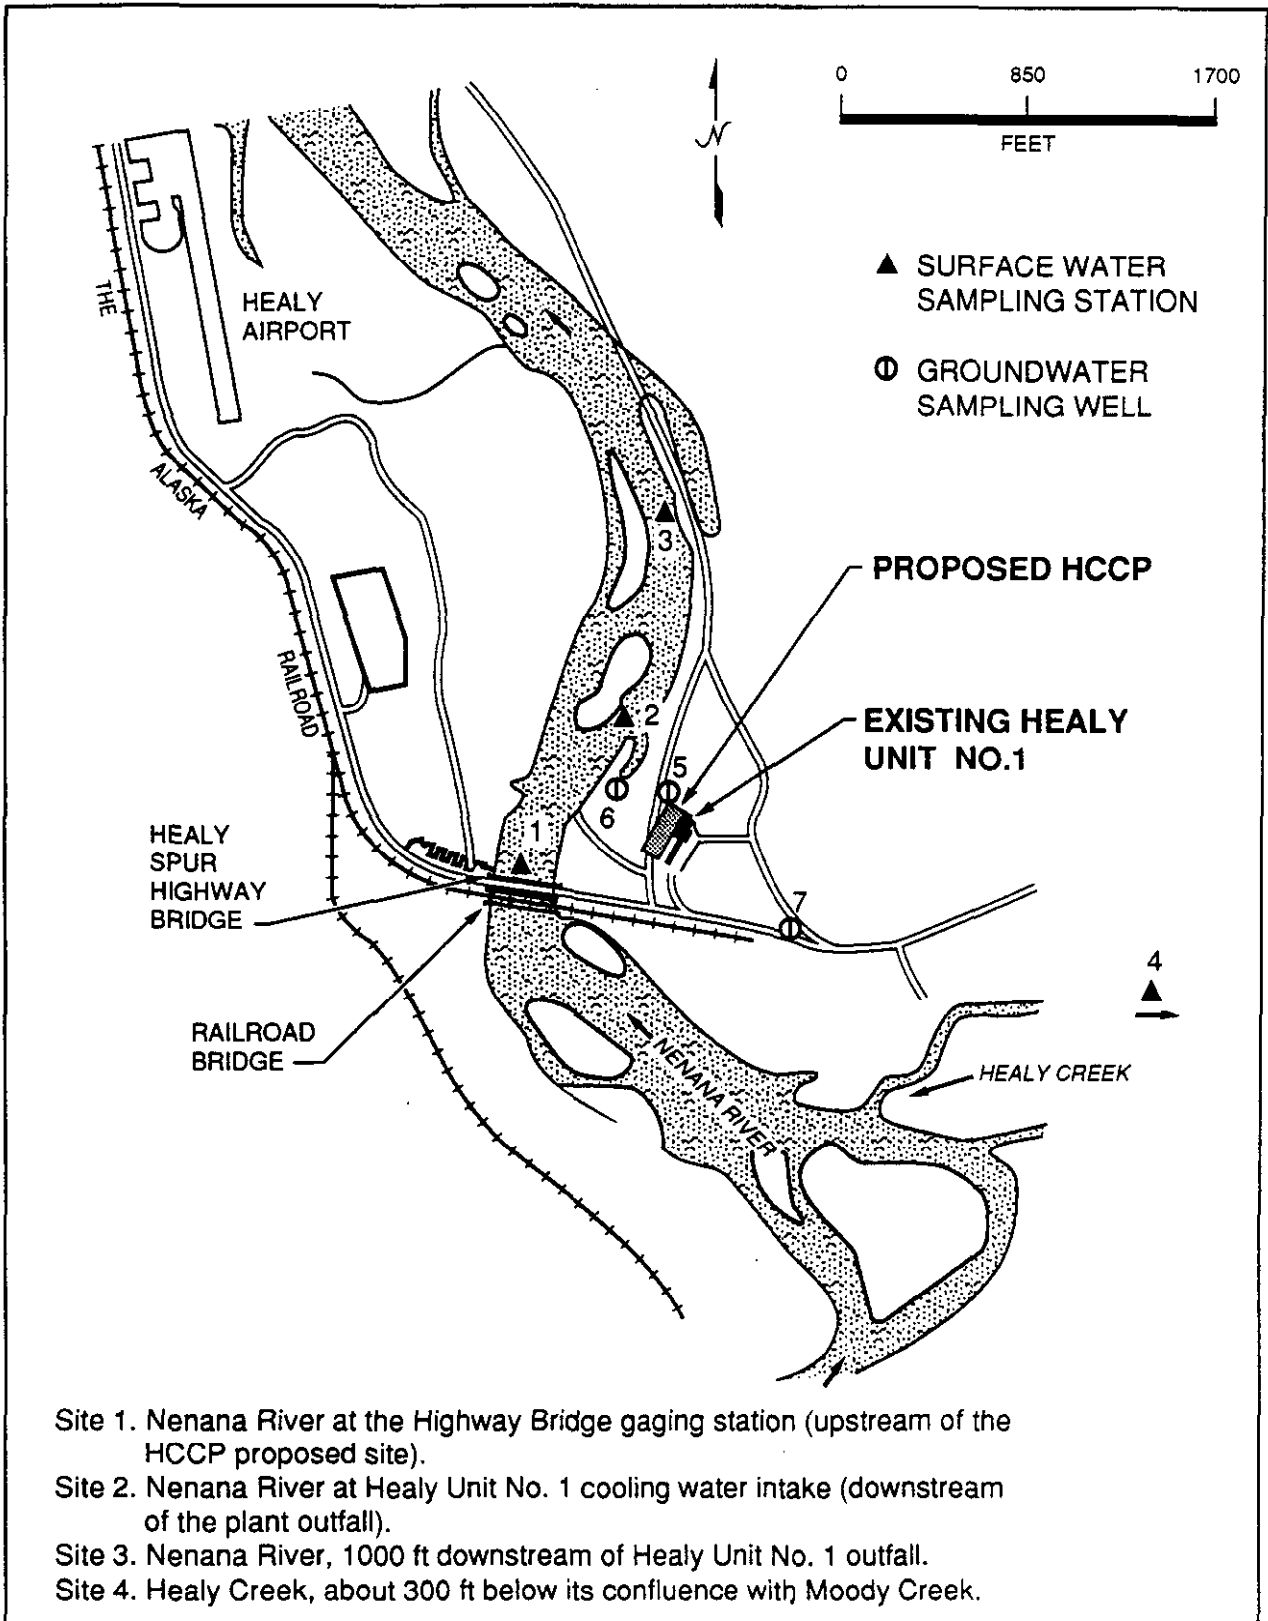 0 850 1700
FEET
N
SURFACE WATER
SAMPLING STATION
GROUNDWATER
SAMPLING WELL
THE
HEALY
AIRPORT
ALASKA
RAILROAD
3
PROPOSED HCCP
2
EXISTING HEALY
UNIT NO.1
5
6
1
HEALY
SPUR
HIGHWAY
BRIDGE
7
4
RAILROAD
BRIDGE
NENANA RIVER
HEALY CREEK
Site 1. Nenana River at the Highway Bridge gaging station (upstream of the
HCCP proposed site).
Site 2. Nenana River at Healy Unit No. 1 cooling water intake (downstream
of the plant outfall).
Site 3. Nenana River, 1000 ft downstream of Healy Unit No. 1 outfall.
Site 4. Healy Creek, about 300 ft below its confluence with Moody Creek.